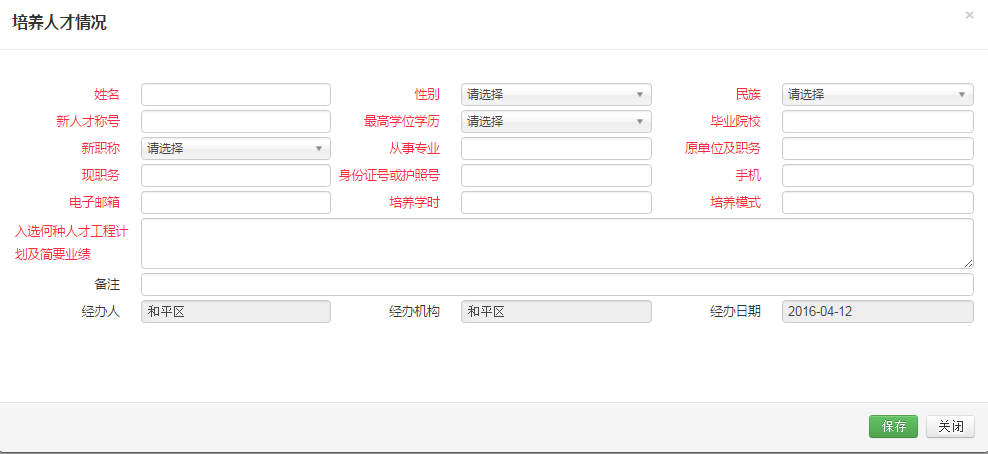 培养人才情况 ×
姓名 性别 请选择 民族 请选择
新人才称号 最高学位学历 请选择 毕业院校
新职称 请选择 从事专业 原单位及职务
现职务 身份证号或护照号 手机
电子邮箱 培养学时 培养模式
入选何种人才工程计
划及简要业绩
备注
经办人 和平区 经办机构 和平区 经办日期 2016-04-12
保存 关闭